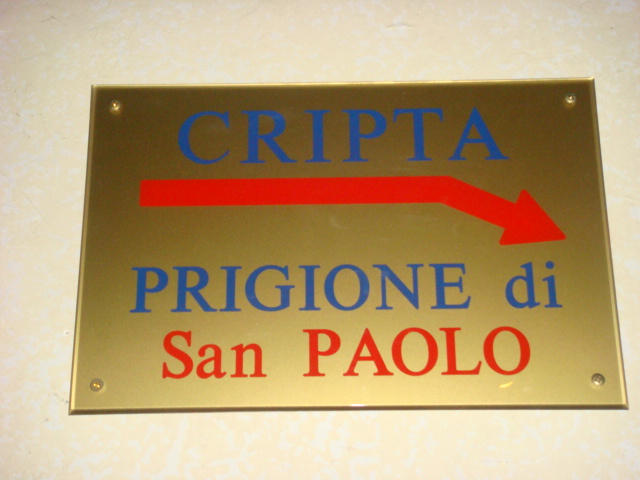 CRIPTA
PRIGIONE di
San PAOLO